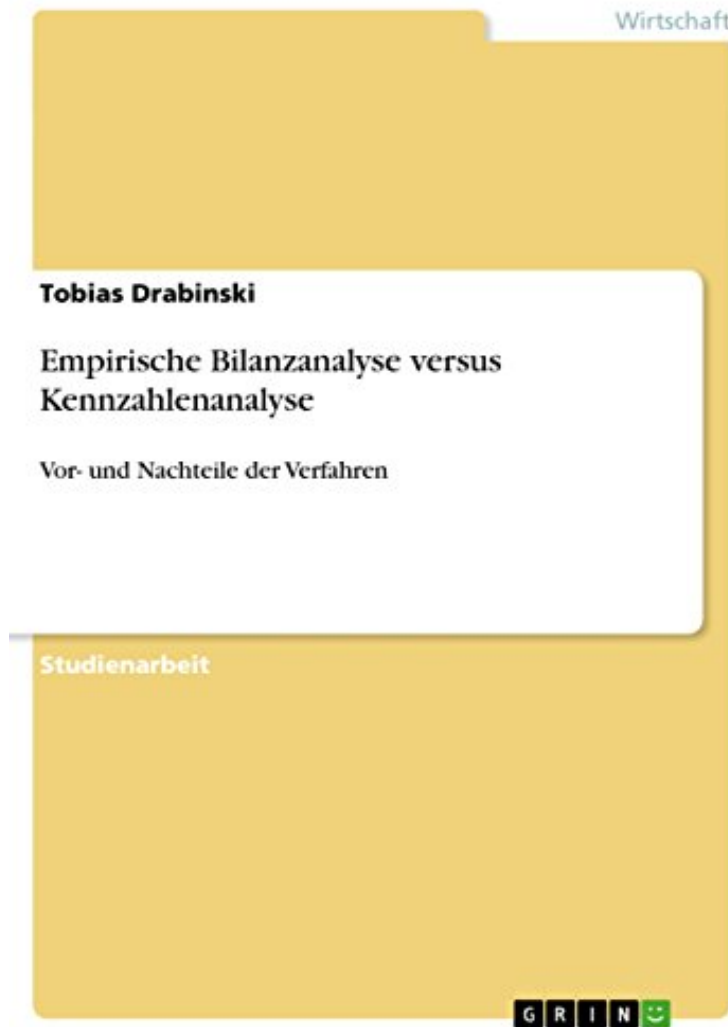 Wirtschaft
Tobias Drabinski
Empirische Bilanzanalyse versus
Kennzahlenanalyse
Vor- und Nachteile der Verfahren
Studienarbeit
GRIN